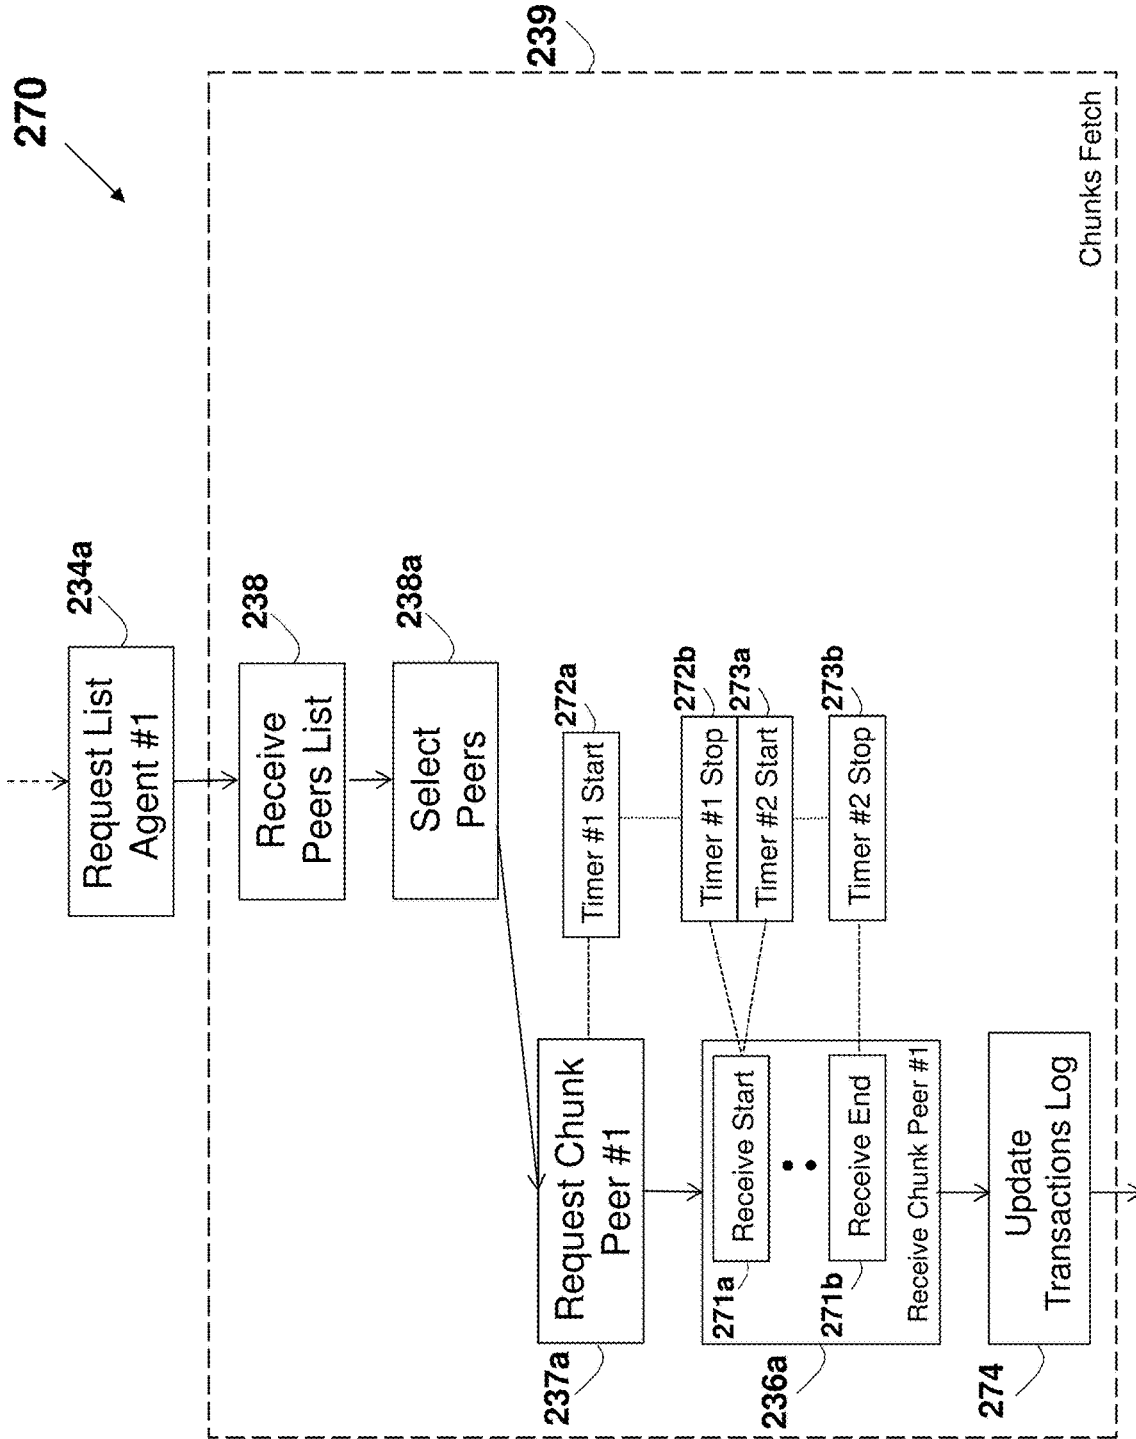 270
239
234a
Request List
Agent #1
238
Receive
Peers List
238a
Select
Peers
237a
Request Chunk
Peer #1
272a
Timer #1 Start
272b
Timer #1 Stop
273a
Timer #2 Start
273b
Timer #2 Stop
271a
Receive Start
271b
Receive End
Receive Chunk Peer #1
236a
274
Update
Transactions Log
Chunks Fetch